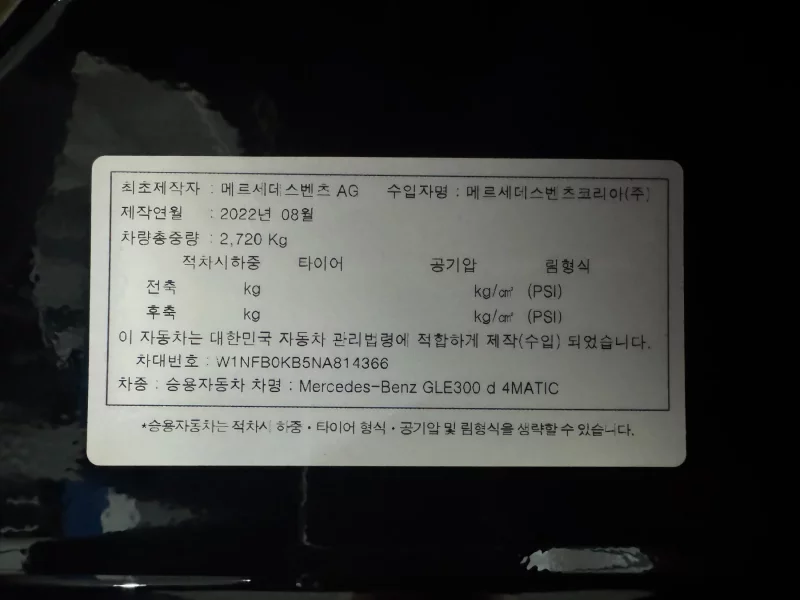 최초제작자 : 메르세데스벤츠 AG 수입자명 : 메르세데스벤츠코리아(주)
제작연월 : 2022년 08월
차량총중량 : 2,720 Kg
적차시하중 타이어 공기압 림형식
전축 kg kg/㎠ (PSI)
후축 kg kg/㎠ (PSI)
이 자동차는 대한민국 자동차 관리법령에 적합하게 제작(수입) 되었습니다.
차대번호 : W1NFB0KB5NA814366
차종 : 승용자동차 차명 : Mercedes-Benz GLE300 d 4MATIC
*승용자동차는 적차시 하중・타이어 형식・공기압 및 림형식을 생략할 수 있습니다.